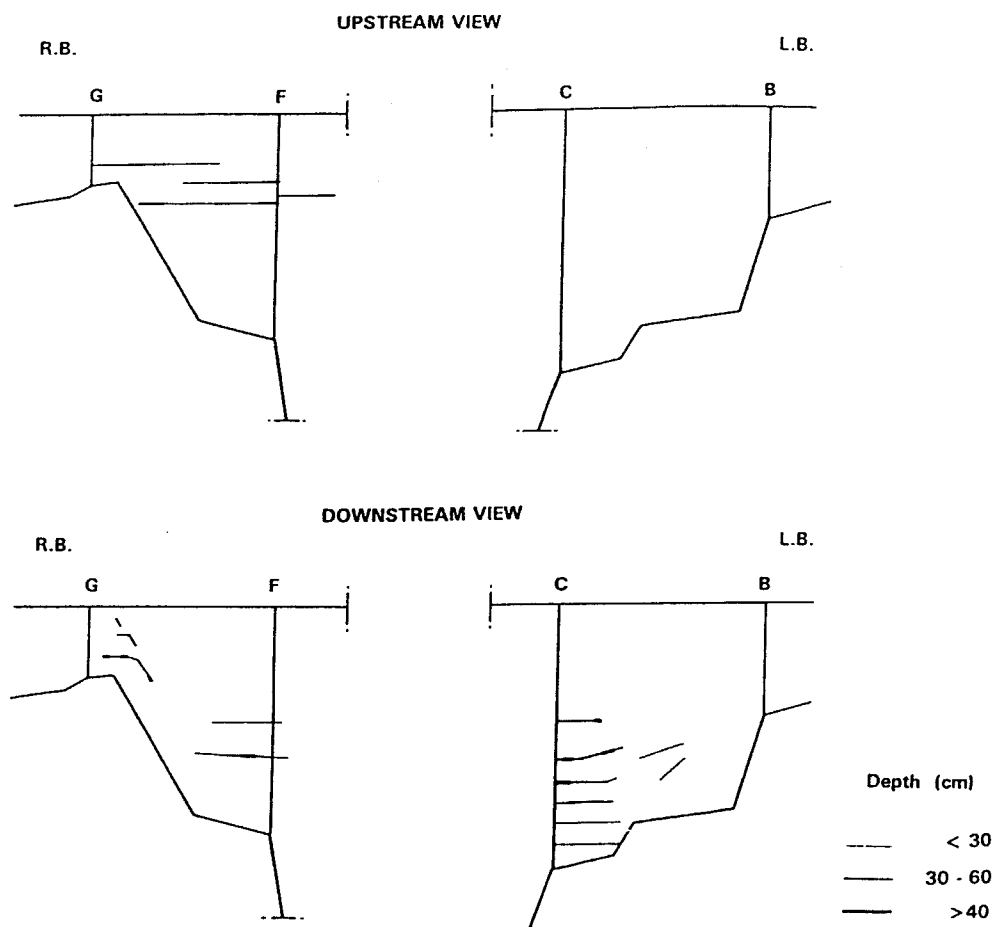 UPSTREAM VIEW
R.B.
L.B.
G
F
C
B
DOWNSTREAM VIEW
R.B.
L.B.
G
F
C
B
Depth (cm)
< 30
30 - 60
>40